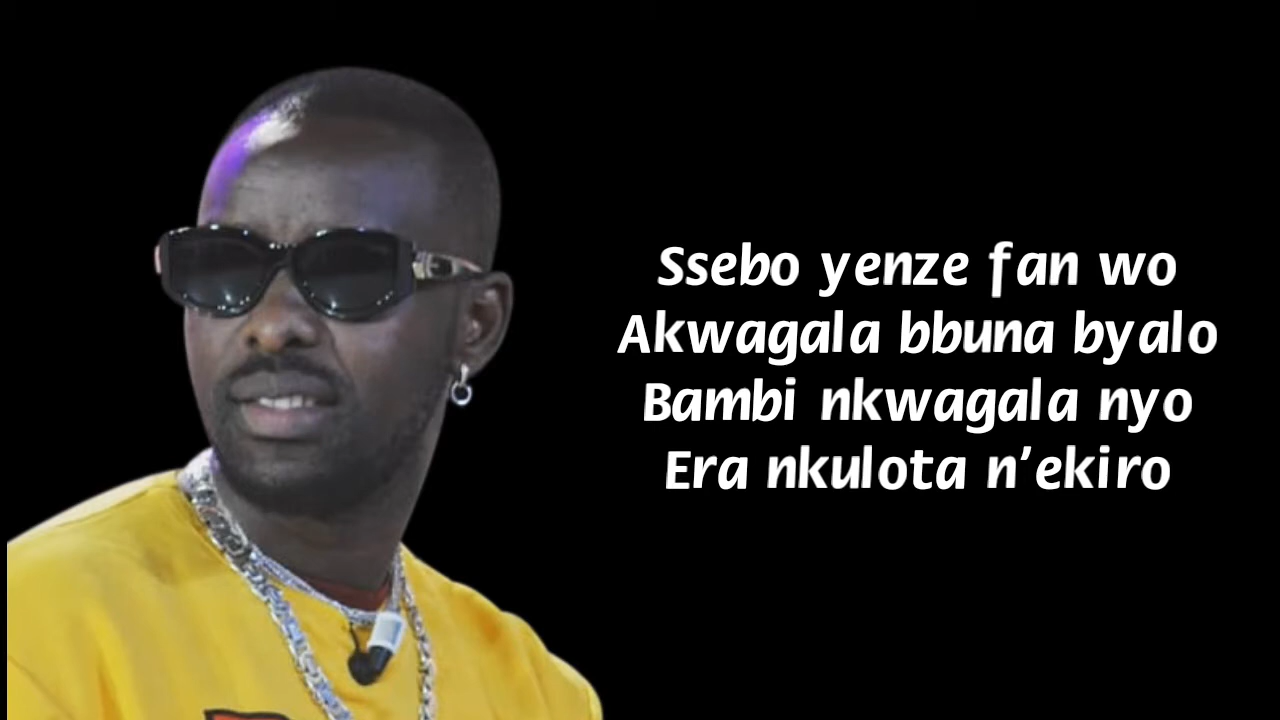 Ssebo yenze fan wo
Akwagala bbuna byalo
Bambi nkwagala nyo
Era nkulota n’ekiro